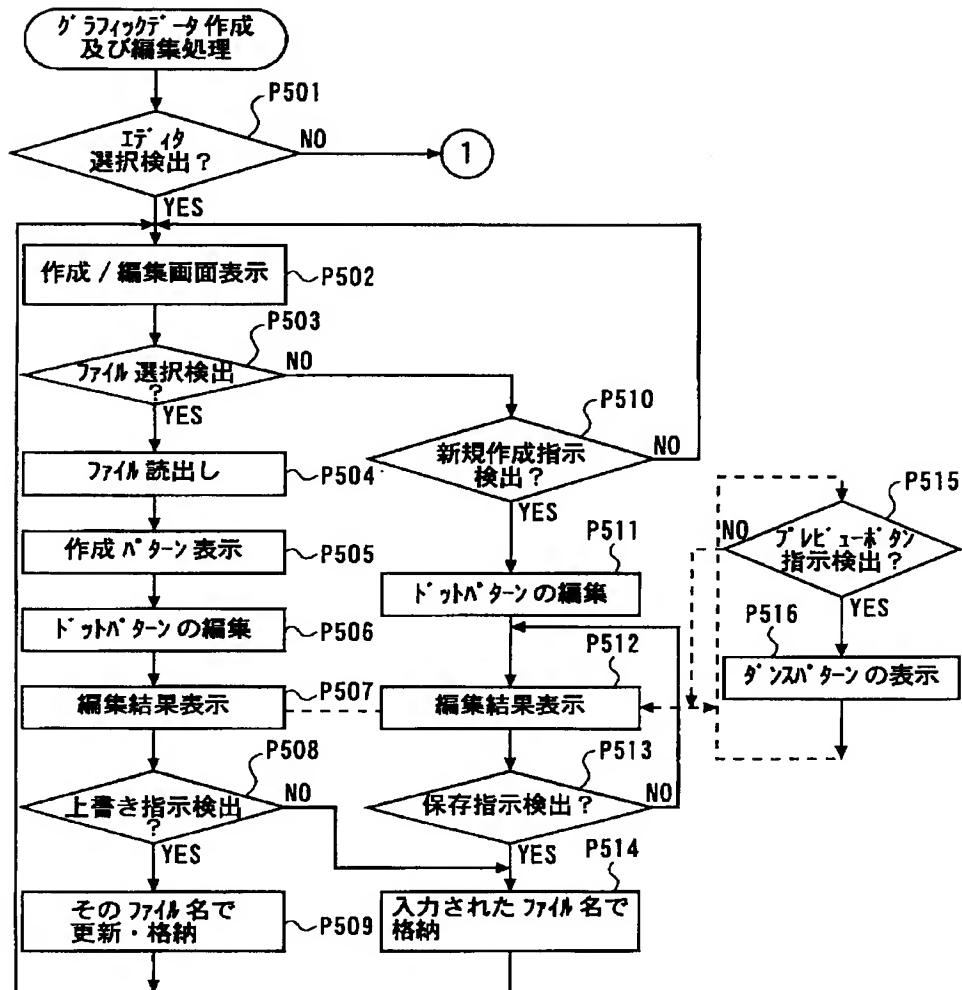 グラフィックデータ作成
及び編集処理
P501
エディタ
選択検出?
NO
1
YES
作成/編集画面表示
P502
P503
ファイル選択検出
?
NO
YES
P510
新規作成指示
検出?
NO
YES
ファイル読出し
P504
P515
プレビューボタン
指示検出?
NO
YES
作成パターン表示
P505
P511
ドットパターンの編集
ドットパターンの編集
P506
P516
ダンスパターンの表示
P512
編集結果表示
P507
編集結果表示
P508
上書き指示検出
?
NO
YES
P513
保存指示検出?
NO
YES
P514
その ファイル名で
更新・格納
P509
入力された ファイル名で
格納